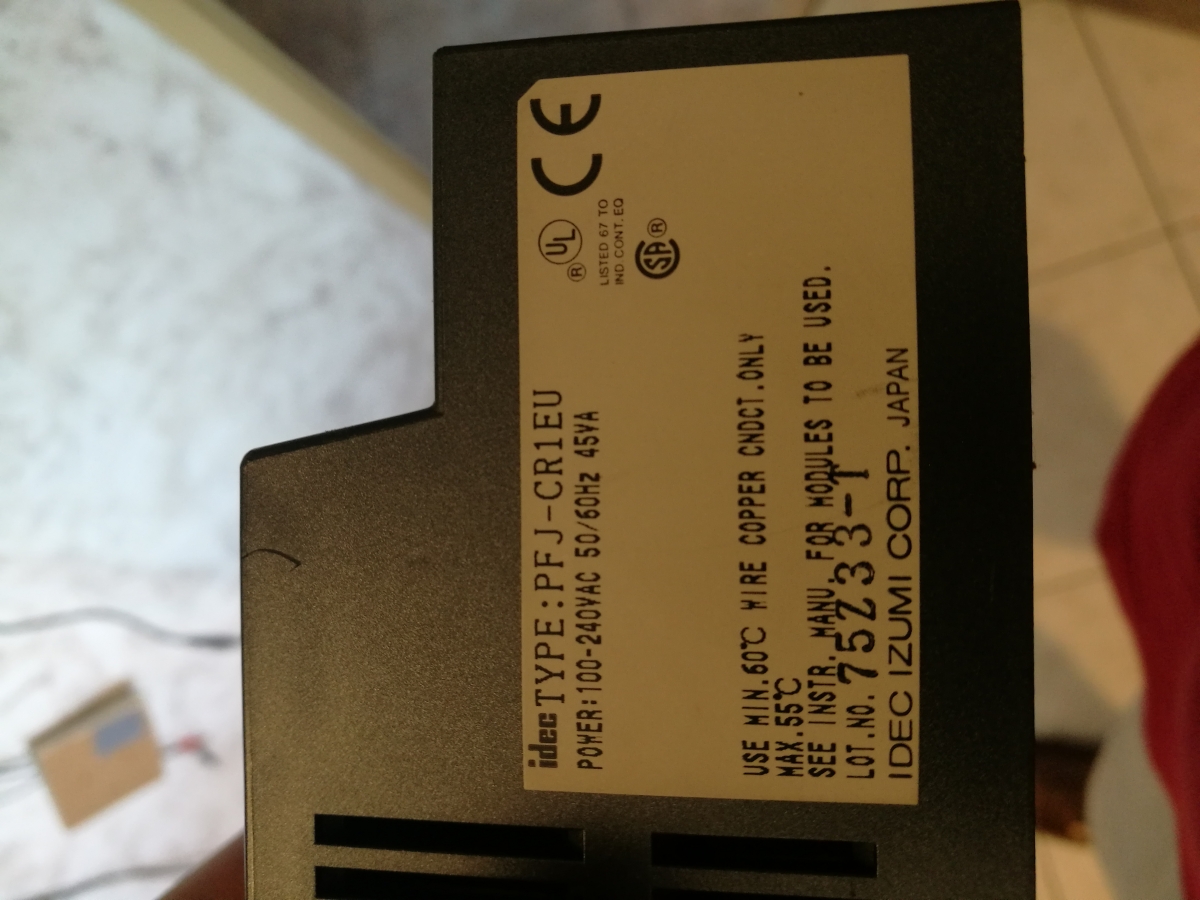 idec TYPE:PFJ-CR1EU
POWER:100-240VAC 50/60Hz 45VA
UL ®
LISTED 67 TO
IND CONT. EQ
SA ®
CE
USE MIN.60℃ WIRE COPPER CNDCT.ONLY
MAX.55℃
SEE INSTR. MANU. FOR MODULES TO BE USED.
LOT.NO. 75Z33-T
IDEC IZUMI CORP. JAPAN